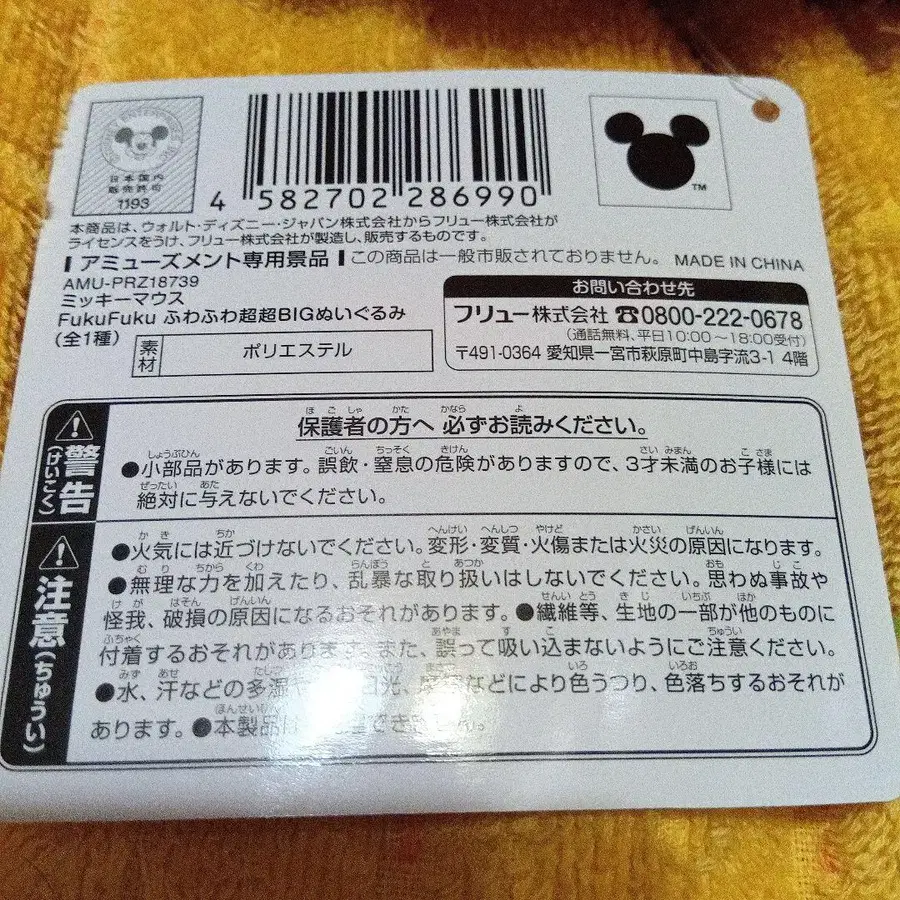 日本国内
販売許可
1193
4 582702 286990
TM
本商品は、ウォルト・ディズニー・ジャパン株式会社からフリュー株式会社が
ライセンスをうけ、フリュー株式会社が製造し、販売するものです。
アミューズメント専用景品 この商品は一般市販されておりません。 MADE IN CHINA
AMU-PRZ18739
ミッキーマウス
FukuFuku ふわふわ超超BIGぬいぐるみ
(全1種)
素材 ポリエステル
お問い合わせ先
フリュー株式会社 ☎0800-222-0678
(通話無料、平日10:00~18:00受付)
〒491-0364 愛知県一宮市萩原町中島字流3-1 4階
警告(けいこく)
保護者の方へ 必ずお読みください。
●小部品があります。誤飲・窒息の危険がありますので、3才未満のお子様には
絶対に与えないでください。
注意(ちゅうい)
●火気には近づけないでください。変形・変質・火傷または火災の原因になります。
●無理な力を加えたり、乱暴な取り扱いはしないでください。思わぬ事故や
怪我、破損の原因になるおそれがあります。●繊維等、生地の一部が他のものに
付着するおそれがあります。また、誤って吸い込まないようにご注意ください。
●水、汗などの多湿 日光、 などにより色うつり、色落ちするおそれが
あります。●本製品は